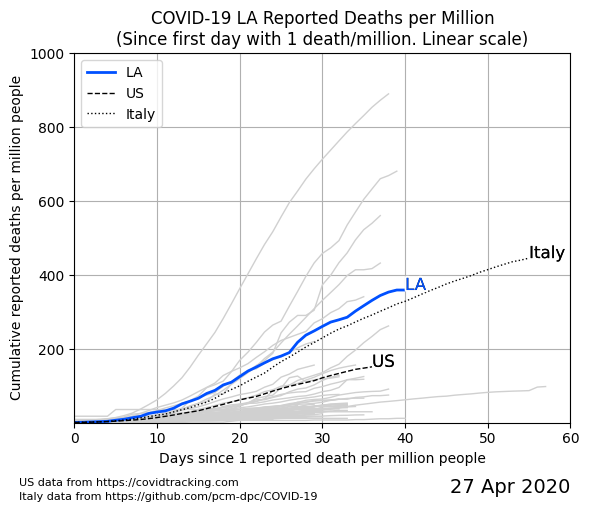 COVID-19 LA Reported Deaths per Million
(Since first day with 1 death/million. Linear scale)
Cumulative reported deaths per million people
1000
800
600
400
200
LA
US
Italy
Italy
LA
US
0
10
20
30
40
50
60
Days since 1 reported death per million people
US data from https://covidtracking.com
Italy data from https://github.com/pcm-dpc/COVID-19
27 Apr 2020